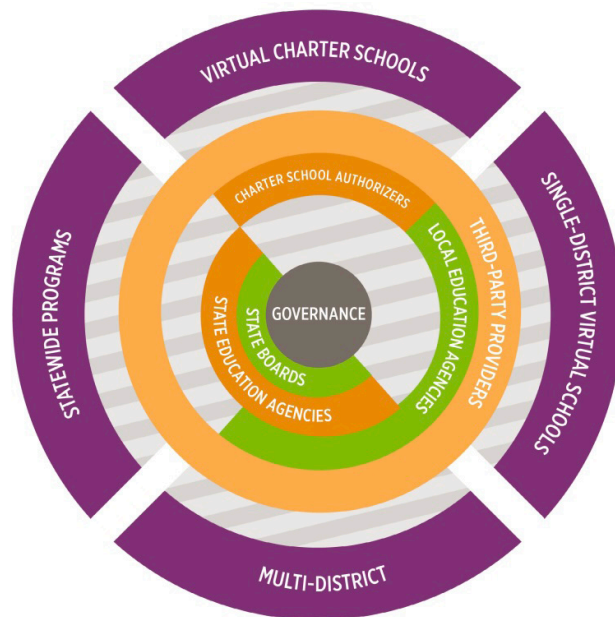 VIRTUAL CHARTER SCHOOLS
CHARTER SCHOOL AUTHORIZERS
STATEWIDE PROGRAMS
STATE EDUCATION AGENCIES
STATE BOARDS
GOVERNANCE
LOCAL EDUCATION AGENCIES
THIRD-PARTY PROVIDERS
SINGLE-DISTRICT VIRTUAL SCHOOLS
MULTI-DISTRICT